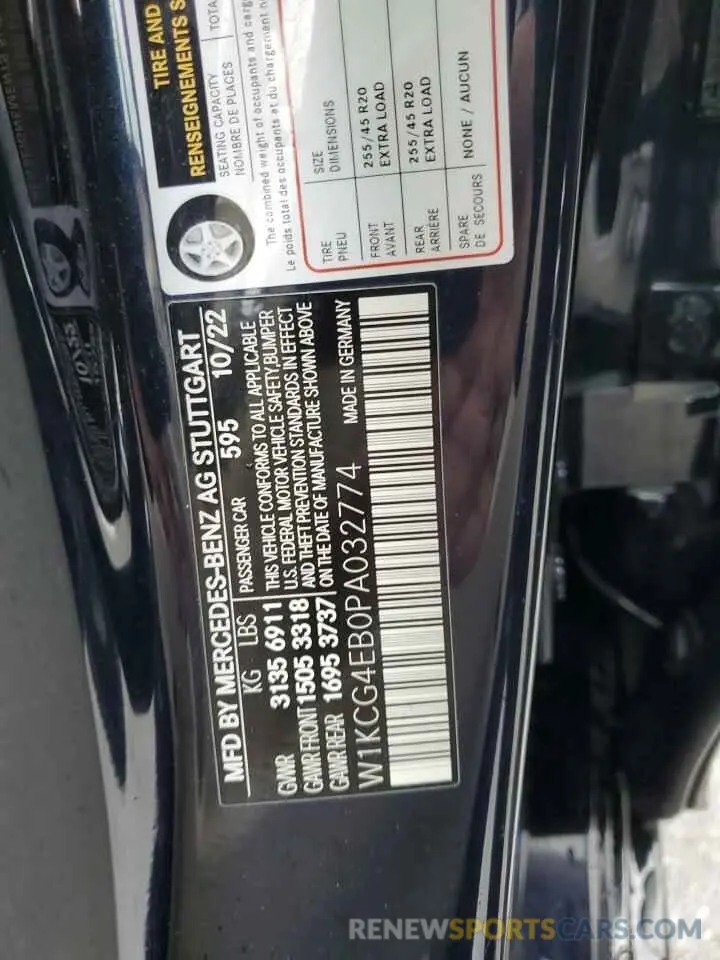 TIRE AND
RENSEIGNEMENTS S
SEATING CAPACITY
NOMBRE DE PLACES
TOTA
The combined weight of occupants and carg
Le poids total des occupants et du chargement n
TIRE
PNEU
SIZE
DIMENSIONS
FRONT
AVANT
255/45 R20
EXTRA LOAD
REAR
ARRIÈRE
255/45 R20
EXTRA LOAD
SPARE
DE SECOURS
NONE / AUCUN
MFD BY MERCEDES-BENZ AG STUTTGART
KG LBS PASSENGER CAR 595 10/22
GVWR 3135 6911
GAWR FRONT 1505 3318
GAWR REAR 1695 3737
THIS VEHICLE CONFORMS TO ALL APPLICABLE
U.S. FEDERAL MOTOR VEHICLE SAFETY,BUMPER
AND THEFT PREVENTION STANDARDS IN EFFECT
ON THE DATE OF MANUFACTURE SHOWN ABOVE
W1KCG4EB0PA032774 MADE IN GERMANY
RENEWSPORTSCARS.COM